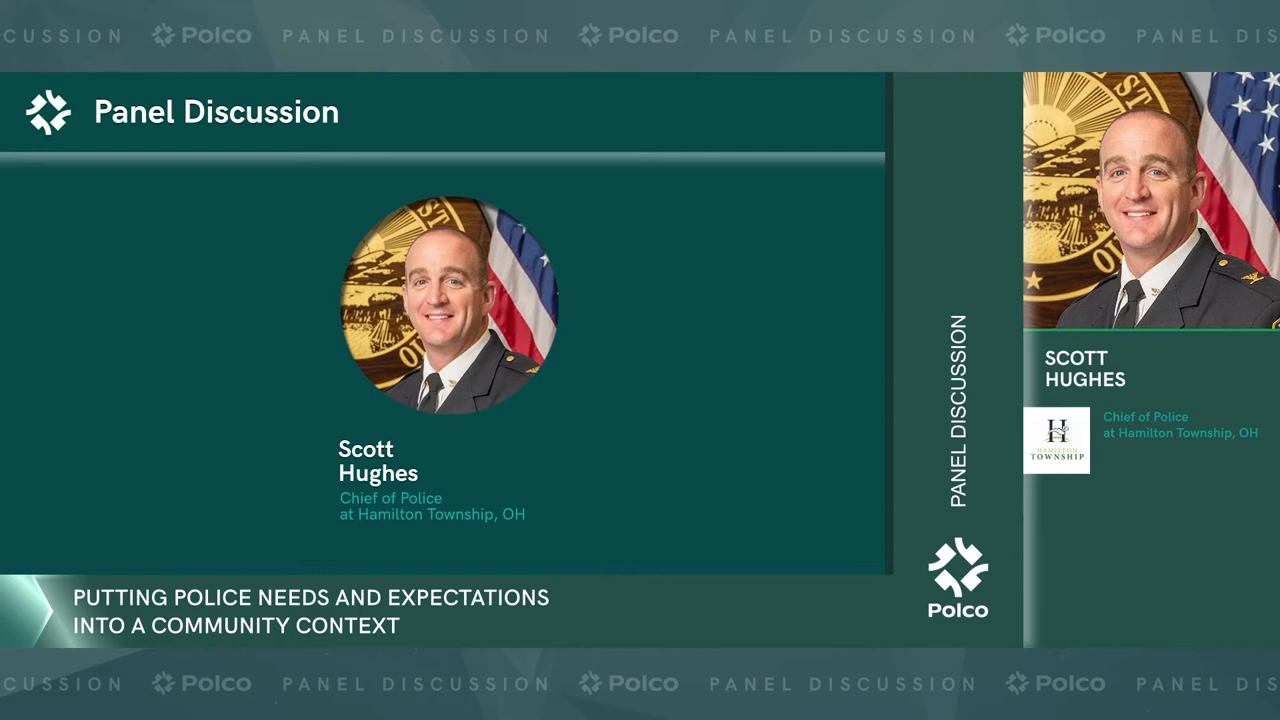 CUSSION Polco PANEL DISCUSSION Polco PANEL DISCUSSION Polco PANEL DIS
Panel Discussion
Scott
Hughes
Chief of Police
at Hamilton Township, OH
PUTTING POLICE NEEDS AND EXPECTATIONS
INTO A COMMUNITY CONTEXT
PANEL DISCUSSION
Polco
SCOTT
HUGHES
H
HAMILTON
TOWNSHIP
Chief of Police
at Hamilton Township, OH
CUSSION Polco PANEL DISCUSSION Polco PANEL DISCUSSION Polco PANEL DIS